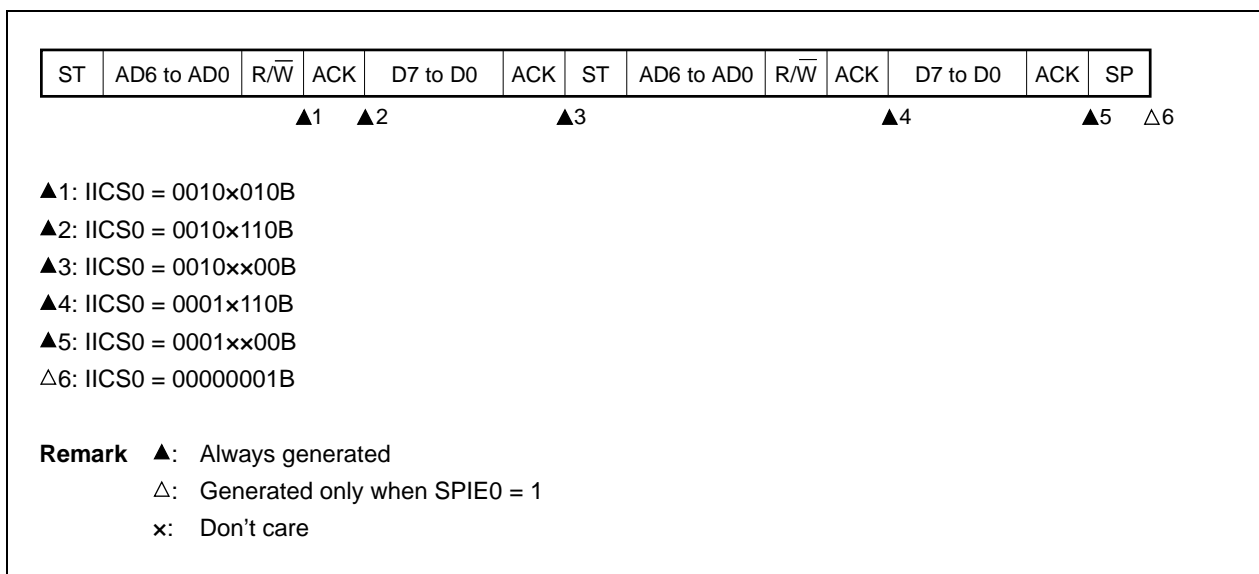 ST AD6 to AD0 R/W̅ ACK D7 to D0 ACK ST AD6 to AD0 R/W̅ ACK D7 to D0 ACK SP
▲1 ▲2 ▲3 ▲4 ▲5 △6
▲1: IICS0 = 0010×010B
▲2: IICS0 = 0010×110B
▲3: IICS0 = 0010××00B
▲4: IICS0 = 0001×110B
▲5: IICS0 = 0001××00B
△6: IICS0 = 00000001B
Remark ▲: Always generated
△: Generated only when SPIE0 = 1
×: Don't care